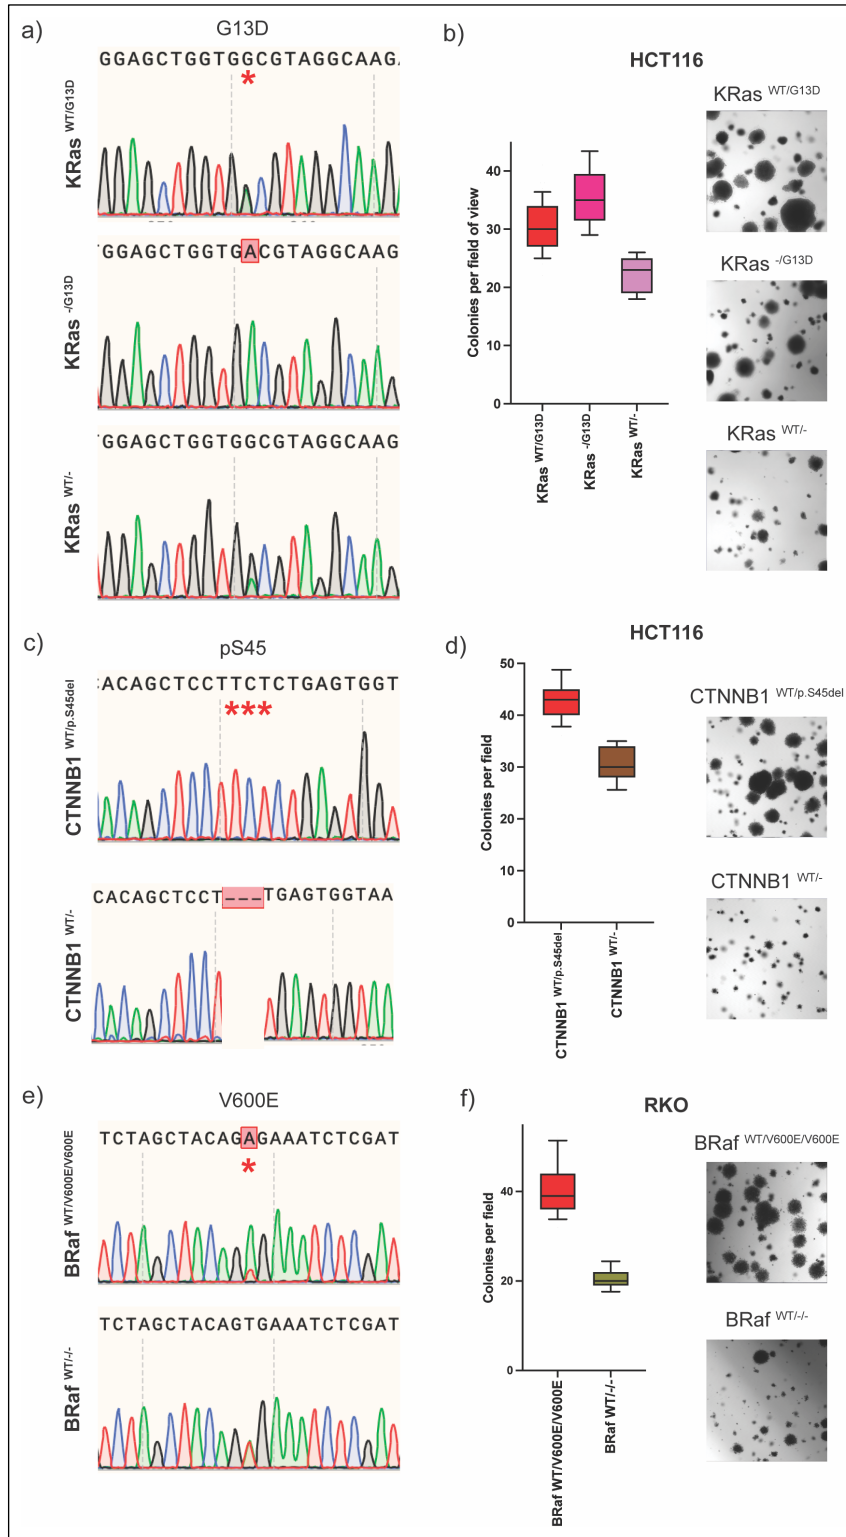 a)
G13D
GGAGCTGGTGGCGTAGGCAAGA
*
KRas WT/G13D
TGGAGCTGGTGACGTAGGCAAG
KRas -/G13D
TGGAGCTGGTGGCGTAGGCAAG
KRas WT/-
b)
HCT116
Colonies per field of view
40
30
20
10
0
KRas WT/G13D
KRas -/G13D
KRas WT/-
KRas WT/G13D
KRas -/G13D
KRas WT/-
c)
pS45
CACAGCTCCTTCTCTGAGTGGT
***
CTNNB1 WT/p.S45del
CACAGCTCCT---TGAGTGGTAA
CTNNB1 WT/-
d)
HCT116
Colonies per field
50
40
30
20
10
0
CTNNB1 WT/p.S45del
CTNNB1 WT/-
CTNNB1 WT/p.S45del
CTNNB1 WT/-
e)
V600E
TCTAGCTACAGAGAAATCTCGAT
*
BRaf WT/V600E/V600E
TCTAGCTACAGTGAAATCTCGAT
BRaf WT/-/-
f)
RKO
Colonies per field
40
20
0
BRaf WT/V600E/V600E
BRaf WT/-/-
BRaf WT/V600E/V600E
BRaf WT/-/-